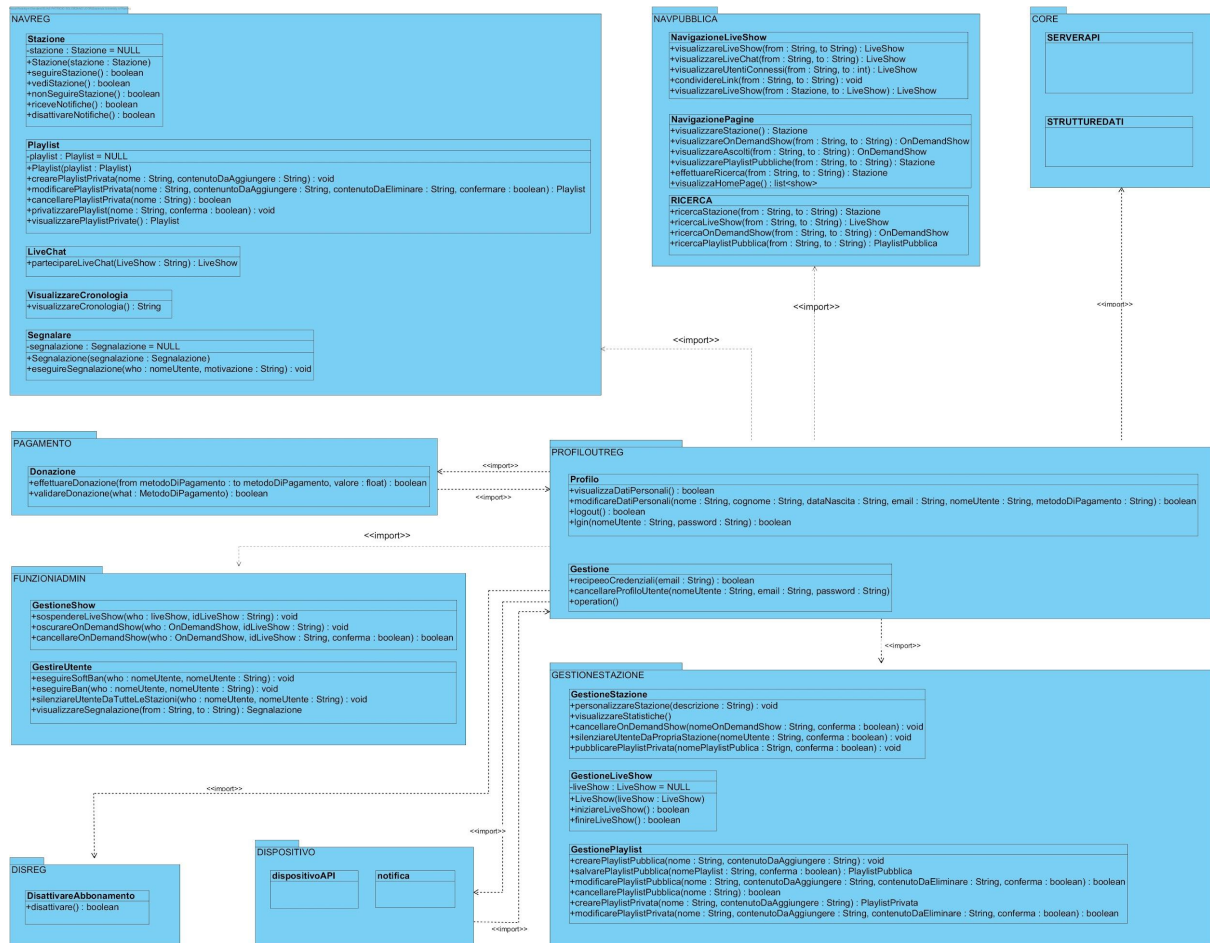 NAVREG
Stazione
-stazione : Stazione = NULL
+Stazione(stazione : Stazione)
+seguireStazione() : boolean
+vediStazione() : boolean
+nonSeguireStazione() : boolean
+riceveNotifiche() : boolean
+disattivareNotifiche() : boolean
Playlist
-playlist : Playlist = NULL
+Playlist(playlist : Playlist)
+crearePlaylistPrivata(nome : String, contenutoDaAggiungere : String) : void
+modificarePlaylistPrivata(nome : String, contenuntoDaAggiungere : String, contenutoDaEliminare : String, confermare : boolean) : Playlist
+cancellarePlaylistPrivata(nome : String) : boolean
+privatizzarePlaylist(nome : String, conferma : boolean) : void
+visualizzarePlaylistPrivate() : Playlist
LiveChat
+partecipareLiveChat(LiveShow : String) : LiveShow
VisualizzareCronologia
+visualizzareCronologia() : String
Segnalare
-segnalazione : Segnalazione = NULL
+Segnalazione(segnalazione : Segnalazione)
+eseguireSegnalazione(who : nomeUtente, motivazione : String) : void
NAVPUBBLICA
NavigazioneLiveShow
+visualizzareLiveShow(from : String, to String) : LiveShow
+visualizzareLiveChat(from : String, to : String) : LiveShow
+visualizzareUtentiConnessi(from : String, to : int) : LiveShow
+condividereLink(from : String, to : String) : void
+visualizzareLiveShow(from : Stazione, to : LiveShow) : LiveShow
NavigazionePagine
+visualizzareStazione() : Stazione
+visualizzareOnDemandShow(from : String, to : String) : OnDemandShow
+visualizzareAscolti(from : String, to : String) : OnDemandShow
+visualizzarePlaylistPubbliche(from : String, to : String) : Stazione
+effettuareRicerca(from : String, to : String) : Stazione
+visualizzaHomePage() : list<show>
RICERCA
+ricercaStazione(from : String, to : String) : Stazione
+ricercaLiveShow(from : String, to : String) : LiveShow
+ricercaOnDemandShow(from : String, to : String) : OnDemandShow
+ricercaPlaylistPubblica(from : String, to : String) : PlaylistPubblica
CORE
SERVERAPI
STRUTTUREDATI
<<import>>
<<import>>
<<import>>
PAGAMENTO
Donazione
+effettuareDonazione(from metodoDiPagamento : to metodoDiPagamento, valore : float) : boolean
+validareDonazione(what : MetodoDiPagamento) : boolean
<<import>>
<<import>>
<<import>>
PROFILOUTREG
Profilo
+visualizzaDatiPersonali() : boolean
+modificareDatiPersonali(nome : String, cognome : String, dataNascita : String, email : String, nomeUtente : String, metodoDiPagamento : String) : boolean
+logout() : boolean
+lgin(nomeUtente : String, password : String) : boolean
Gestione
+recipeeoCredenziali(email : String) : boolean
+cancellareProfiloUtente(nomeUtente : String, email : String, password : String)
+operation()
FUNZIONIADMIN
GestioneShow
+sospendereLiveShow(who : liveShow, idLiveShow : String) : void
+oscurareOnDemandShow(who : OnDemandShow, idLiveShow : String) : void
+cancellareOnDemandShow(who : OnDemandShow, idLiveShow : String, conferma : boolean) : boolean
GestireUtente
+eseguireSoftBan(who : nomeUtente, nomeUtente : String) : void
+eseguireBan(who : nomeUtente, nomeUtente : String) : void
+silenziareUtenteDaTutteLeStazioni(who : nomeUtente, nomeUtente : String) : void
+visualizzareSegnalazione(from : String, to : String) : Segnalazione
<<import>>
GESTIONESTAZIONE
GestioneStazione
+personalizzareStazione(descrizione : String) : void
+visualizzareStatistiche()
+cancellareOnDemandShow(nomeOnDemandShow : String, conferma : boolean) : void
+silenziareUtenteDaPropriaStazione(nomeUtente : String, conferma : boolean) : void
+pubblicarePlaylistPrivata(nomePlaylistPublica : Strign, conferma : boolean) : void
GestioneLiveShow
-liveShow : LiveShow = NULL
+LiveShow(liveShow : LiveShow)
+iniziareLiveShow() : boolean
+finireLiveShow() : boolean
GestionePlaylist
+crearePlaylistPubblica(nome : String, contenutoDaAggiungere : String) : void
+salvarePlaylistPubblica(nomePlaylist : String, conferma : boolean) : PlaylistPubblica
+modificarePlaylistPubblica(nome : String, contenutoDaAggiungere : String, contenutoDaEliminare : String, conferma : boolean) : boolean
+cancellarePlaylistPubblica(nome : String) : boolean
+crearePlaylistPrivata(nome : String, contenutoDaAggiungere : String) : PlaylistPrivata
+modificarePlaylistPrivata(nome : String, contenutoDaAggiungere : String, contenutoDaEliminare : String, conferma : boolean) : boolean
<<import>>
<<import>>
<<import>>
DISREG
DisattivareAbbonamento
+disattivare() : boolean
DISPOSITIVO
dispositivoAPI
notifica